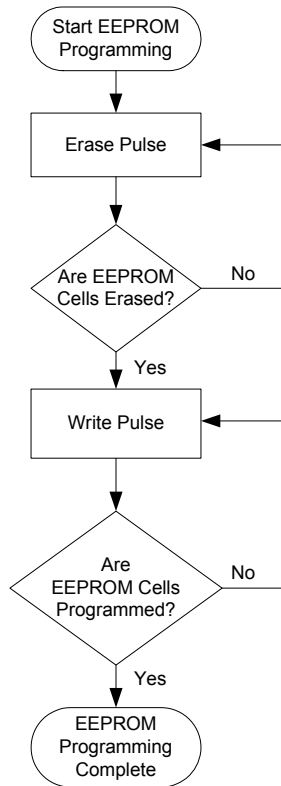 Start EEPROM
Programming
Erase Pulse
Are EEPROM
Cells Erased?
No
Yes
Write Pulse
Are
EEPROM Cells
Programmed?
No
Yes
EEPROM
Programming
Complete